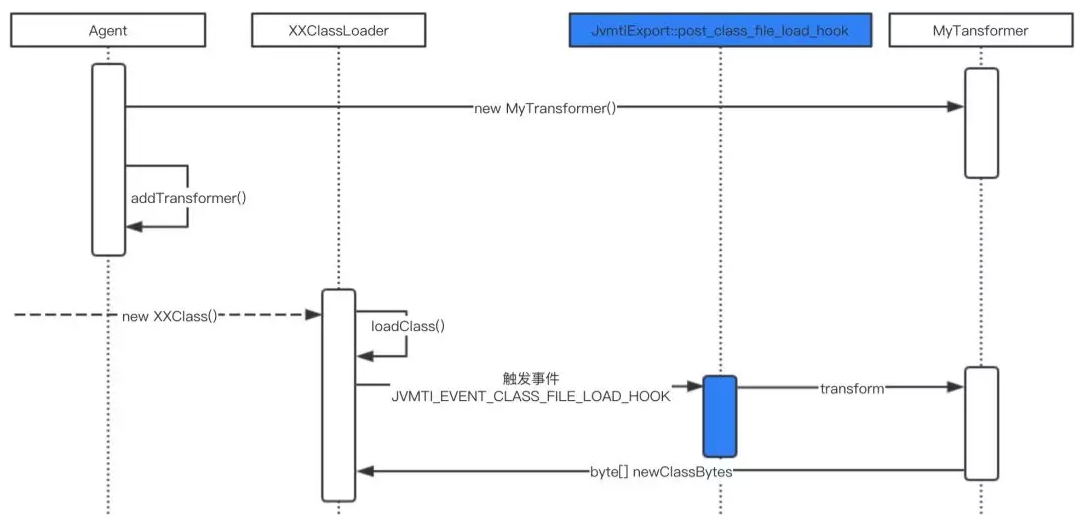 Agent
XXClassLoader
JvmtiExport::post_class_file_load_hook
MyTansformer
new MyTransformer()
addTransformer()
new XXClass()
loadClass()
触发事件
JVMTI_EVENT_CLASS_FILE_LOAD_HOOK
transform
byte[] newClassBytes